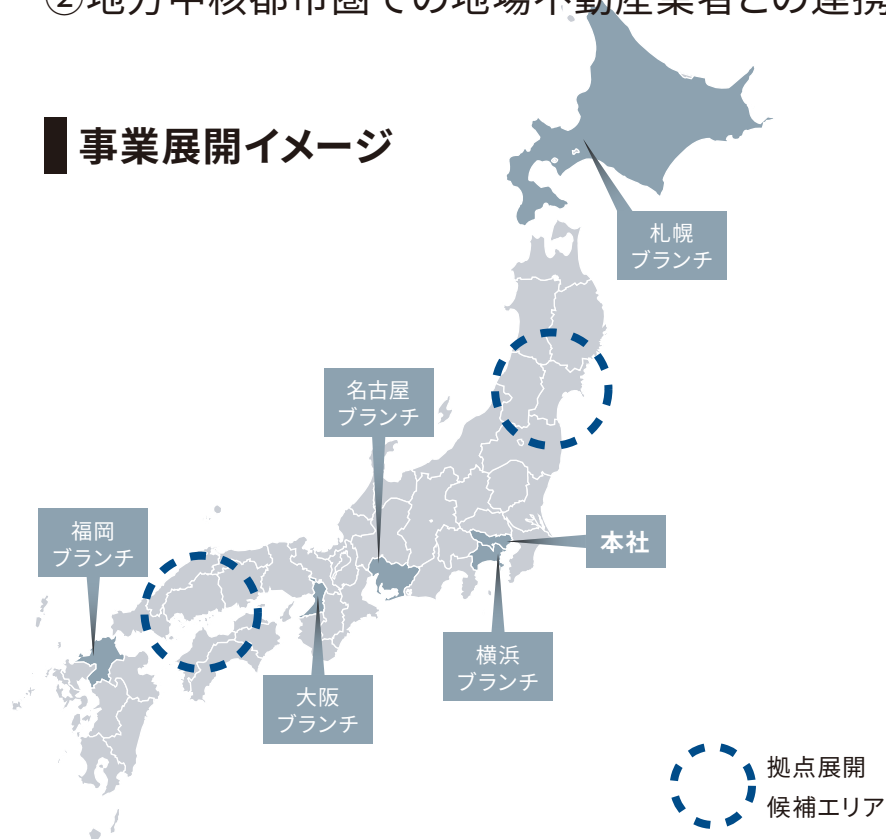 ②地方中核都市圏での地場不動産業者との連携
事業展開イメージ
札幌
ブランチ
名古屋
ブランチ
福岡
ブランチ
本社
横浜
ブランチ
大阪
ブランチ
拠点展開
候補エリア